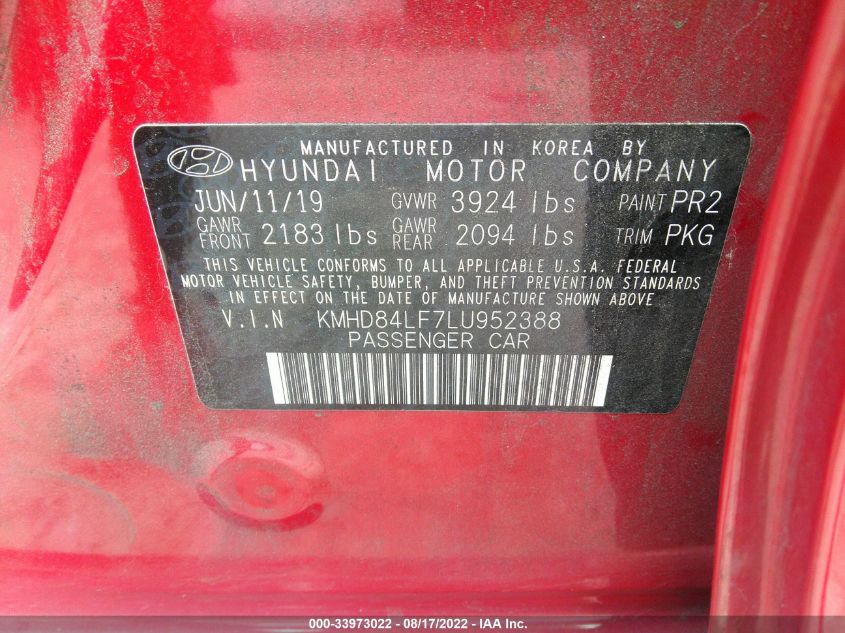 MANUFACTURED IN KOREA BY
HYUNDAI MOTOR COMPANY
JUN/11/19 GVWR 3924 lbs PAINT PR2
GAWR FRONT 2183 lbs GAWR REAR 2094 lbs TRIM PKG
THIS VEHICLE CONFORMS TO ALL APPLICABLE U.S.A. FEDERAL
MOTOR VEHICLE SAFETY, BUMPER, AND THEFT PREVENTION STANDARDS
IN EFFECT ON THE DATE OF MANUFACTURE SHOWN ABOVE
V.I.N KMHD84LF7LU952388
PASSENGER CAR
000-33973022 - 08/17/2022 - IAA Inc.